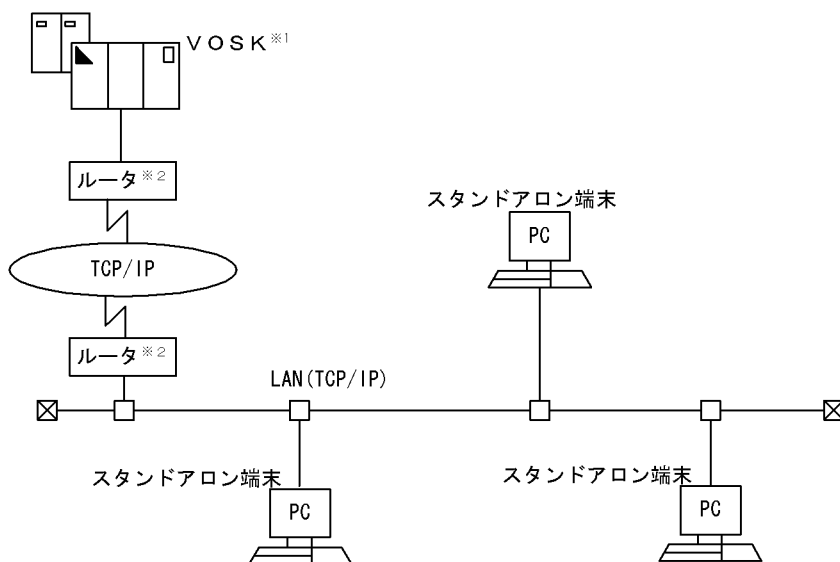 ＶＯＳＫ※1
ルータ※2
スタンドアロン端末
PC
TCP/IP
ルータ※2
LAN(TCP/IP)
スタンドアロン端末
PC
スタンドアロン端末
PC